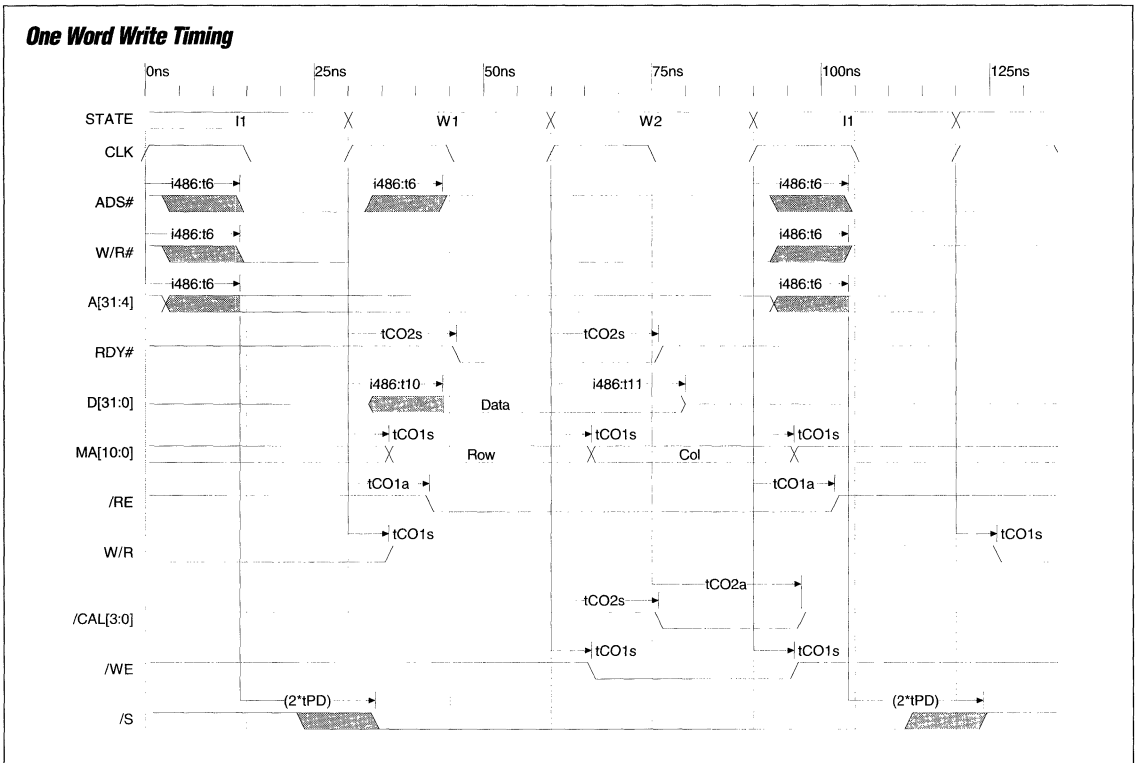 One Word Write Timing
0ns 25ns 50ns 75ns 100ns 125ns
STATE I1 W1 W2 I1
CLK
i486:t6 i486:t6 i486:t6
ADS#
i486:t6 i486:t6
W/R#
i486:t6 i486:t6
A[31:4]
tCO2s tCO2s
RDY#
i486:t10 i486:t11
D[31:0] Data
tCO1s tCO1s tCO1s
MA[10:0] Row Col
tCO1a tCO1a
/RE
tCO1s tCO1s
W/R
tCO2a
tCO2s
/CAL[3:0]
tCO1s tCO1s
/WE
(2*tPD) (2*tPD)
/S